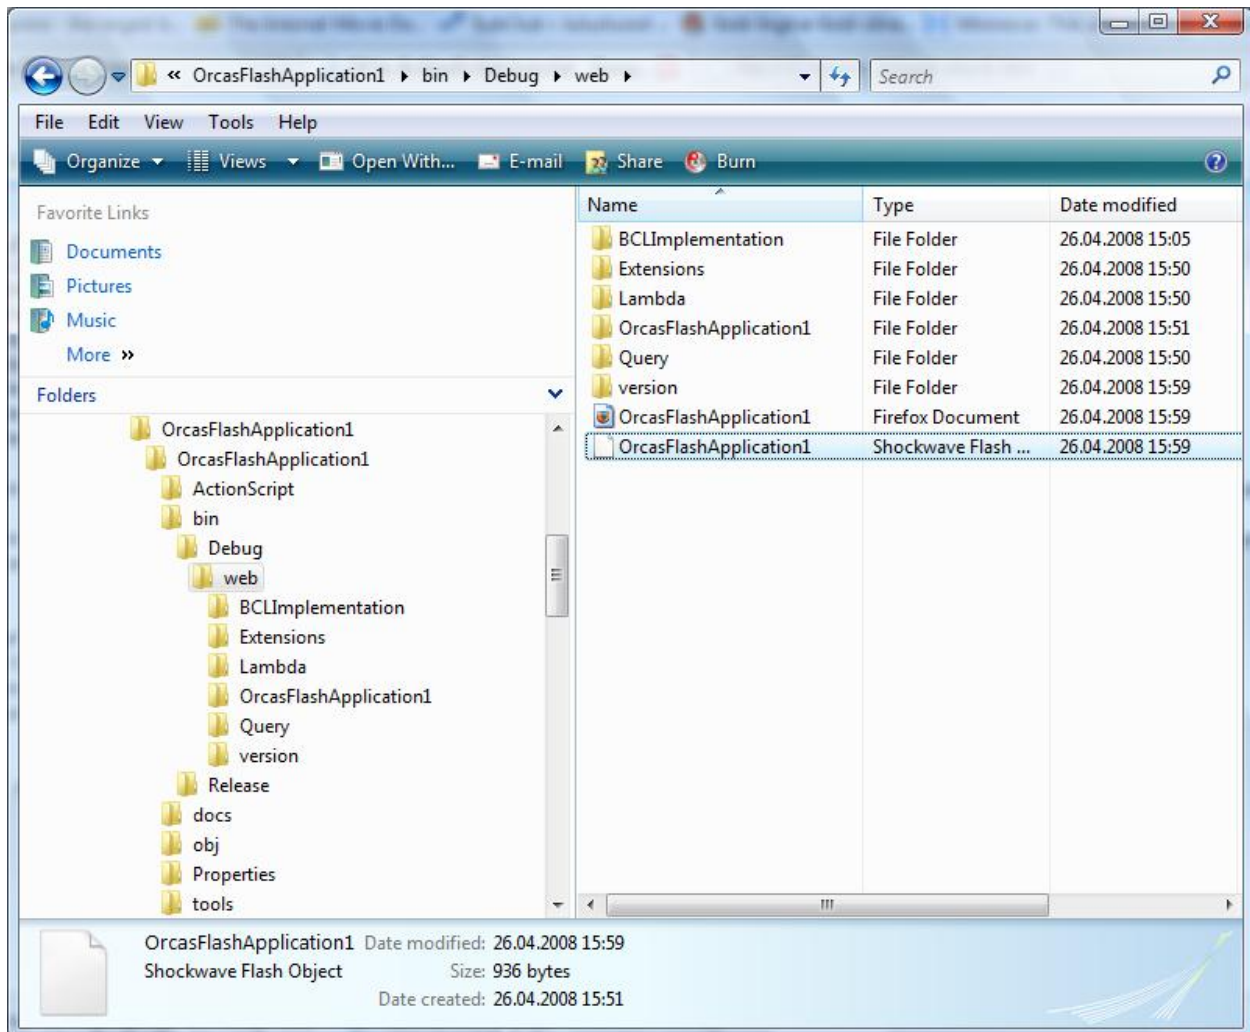 « OrcasFlashApplication1 ▸ bin ▸ Debug ▸ web ▸ Search
File Edit View Tools Help
Organize Views Open With... E-mail Share Burn
Favorite Links
Documents
Pictures
Music
More »
Folders
OrcasFlashApplication1
OrcasFlashApplication1
ActionScript
bin
Debug
web
BCLImplementation
Extensions
Lambda
OrcasFlashApplication1
Query
version
Release
docs
obj
Properties
tools
Name Type Date modified
BCLImplementation File Folder 26.04.2008 15:05
Extensions File Folder 26.04.2008 15:50
Lambda File Folder 26.04.2008 15:50
OrcasFlashApplication1 File Folder 26.04.2008 15:51
Query File Folder 26.04.2008 15:50
version File Folder 26.04.2008 15:59
OrcasFlashApplication1 Firefox Document 26.04.2008 15:59
OrcasFlashApplication1 Shockwave Flash ... 26.04.2008 15:59
OrcasFlashApplication1 Date modified: 26.04.2008 15:59
Shockwave Flash Object Size: 936 bytes
Date created: 26.04.2008 15:51